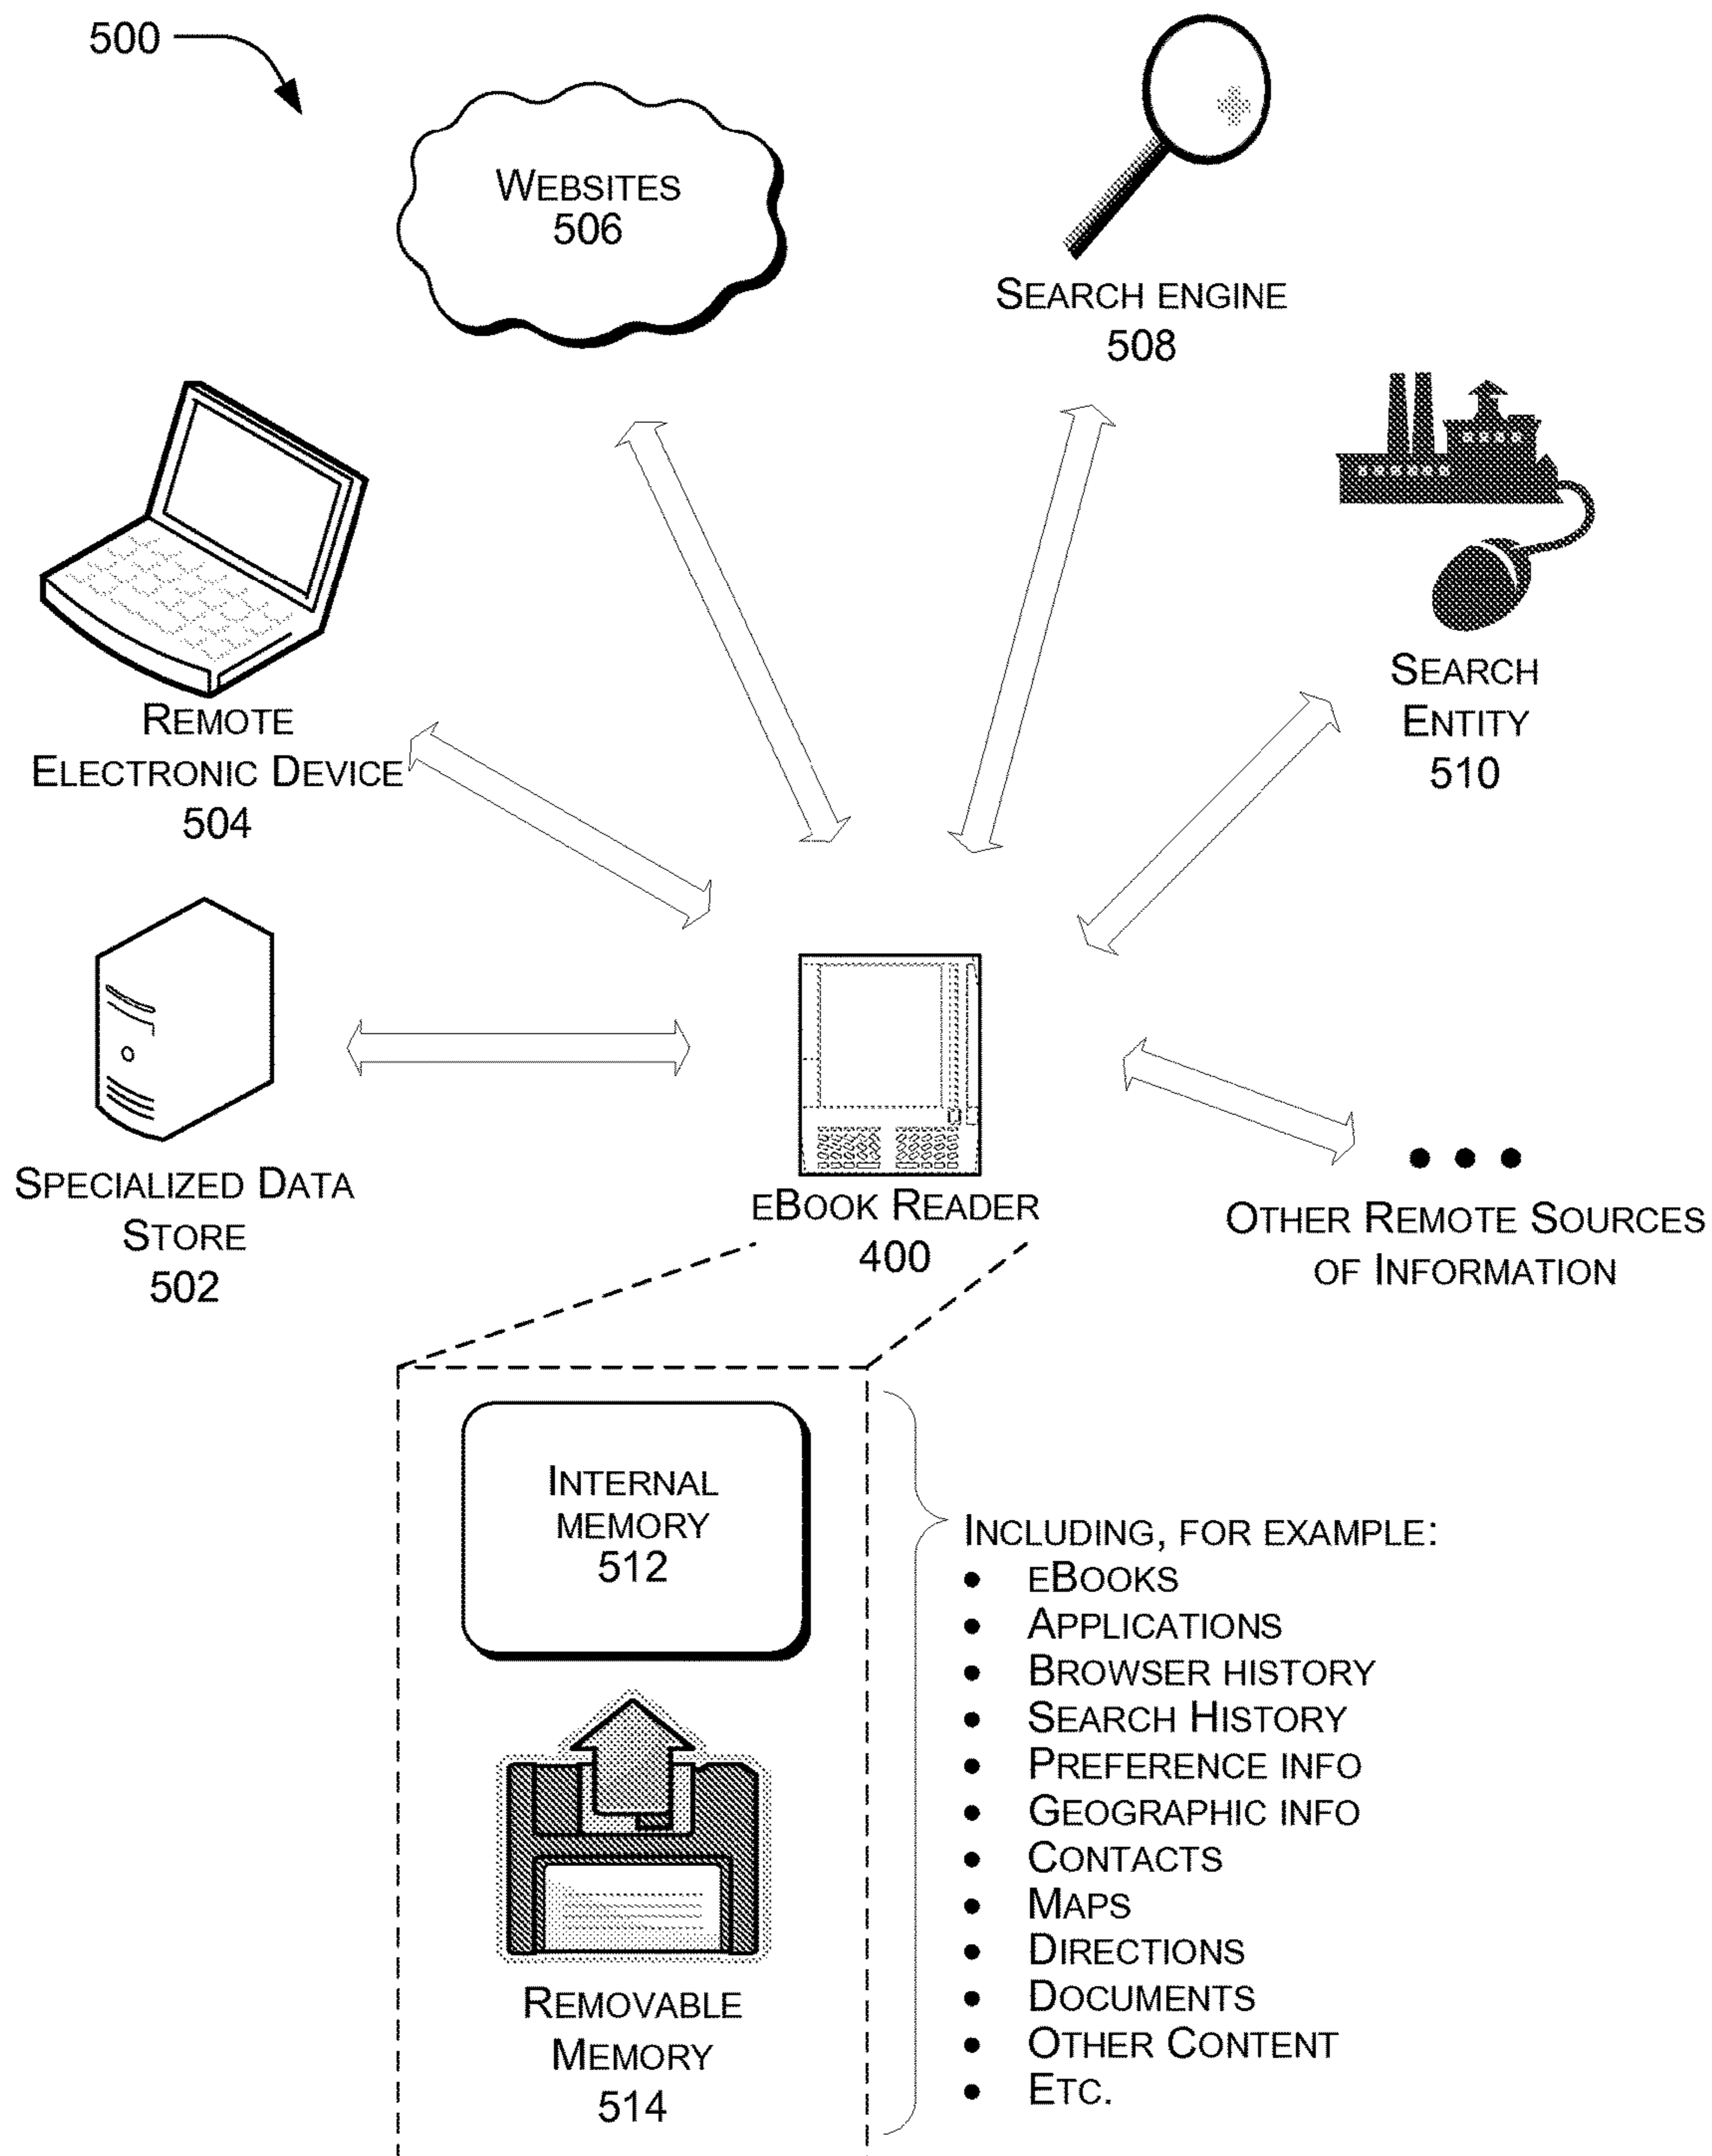 500
WEBSITES
506
SEARCH ENGINE
508
REMOTE
ELECTRONIC DEVICE
504
SEARCH
ENTITY
510
SPECIALIZED DATA
STORE
502
EBOOK READER
400
• • •
OTHER REMOTE SOURCES
OF INFORMATION
INTERNAL
MEMORY
512
REMOVABLE
MEMORY
514
INCLUDING, FOR EXAMPLE:
• EBOOKS
• APPLICATIONS
• BROWSER HISTORY
• SEARCH HISTORY
• PREFERENCE INFO
• GEOGRAPHIC INFO
• CONTACTS
• MAPS
• DIRECTIONS
• DOCUMENTS
• OTHER CONTENT
• ETC.